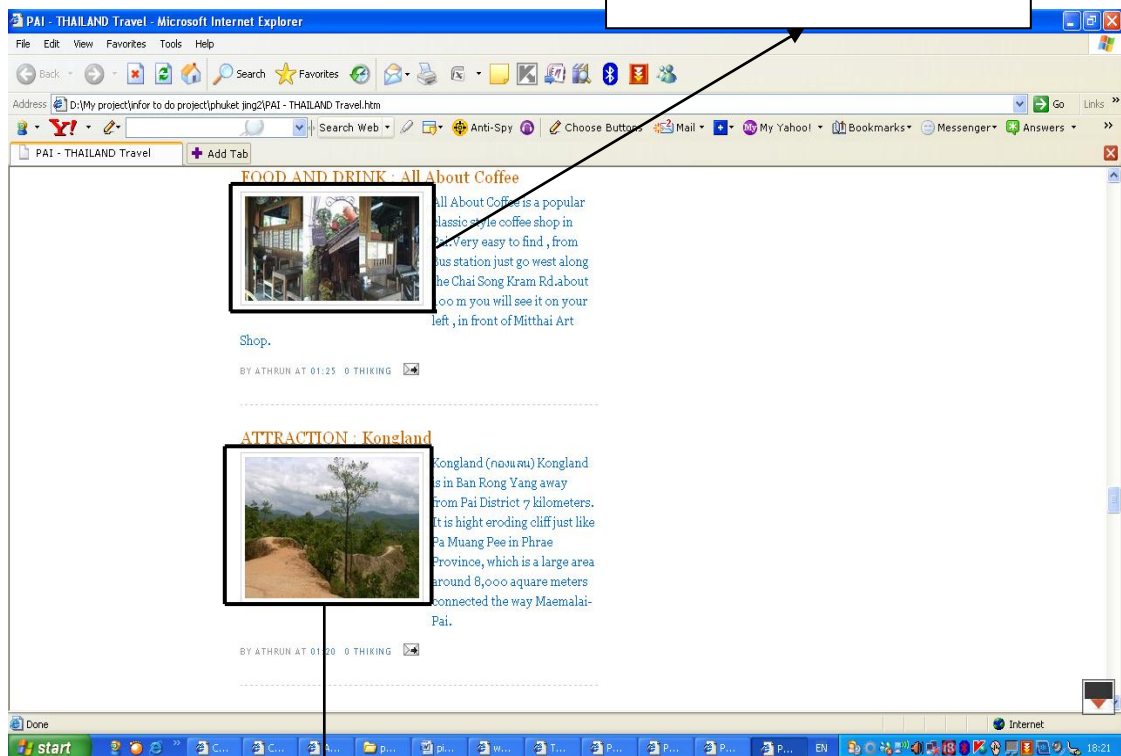 PAI - THAILAND Travel - Microsoft Internet Explorer
File Edit View Favorites Tools Help
Back Search Favorites
Address D:\My project\infor to do project\phuket jing2\PAI - THAILAND Travel.htm Go Links »
Search Web Anti-Spy Choose Buttons Mail My Yahoo! Bookmarks Messenger Answers »
PAI - THAILAND Travel Add Tab
FOOD AND DRINK : All About Coffee
All About Coffee is a popular
classic style coffee shop in
Pai.Very easy to find , from
Bus station just go west along
the Chai Song Kram Rd.about
100 m you will see it on your
left , in front of Mitthai Art
Shop.
BY ATHRUN AT 01:25 0 THIKING
ATTRACTION : Kongland
Kongland (กองแลน) Kongland
is in Ban Rong Yang away
from Pai District 7 kilometers.
It is hight eroding cliff just like
Pa Muang Pee in Phrae
Province, which is a large area
around 8,000 aquare meters
connected the way Maemalai-
Pai.
BY ATHRUN AT 01:20 0 THIKING
Done Internet
start » C... C... A... p... pi... w... T... P... P... P... P... EN 18:21